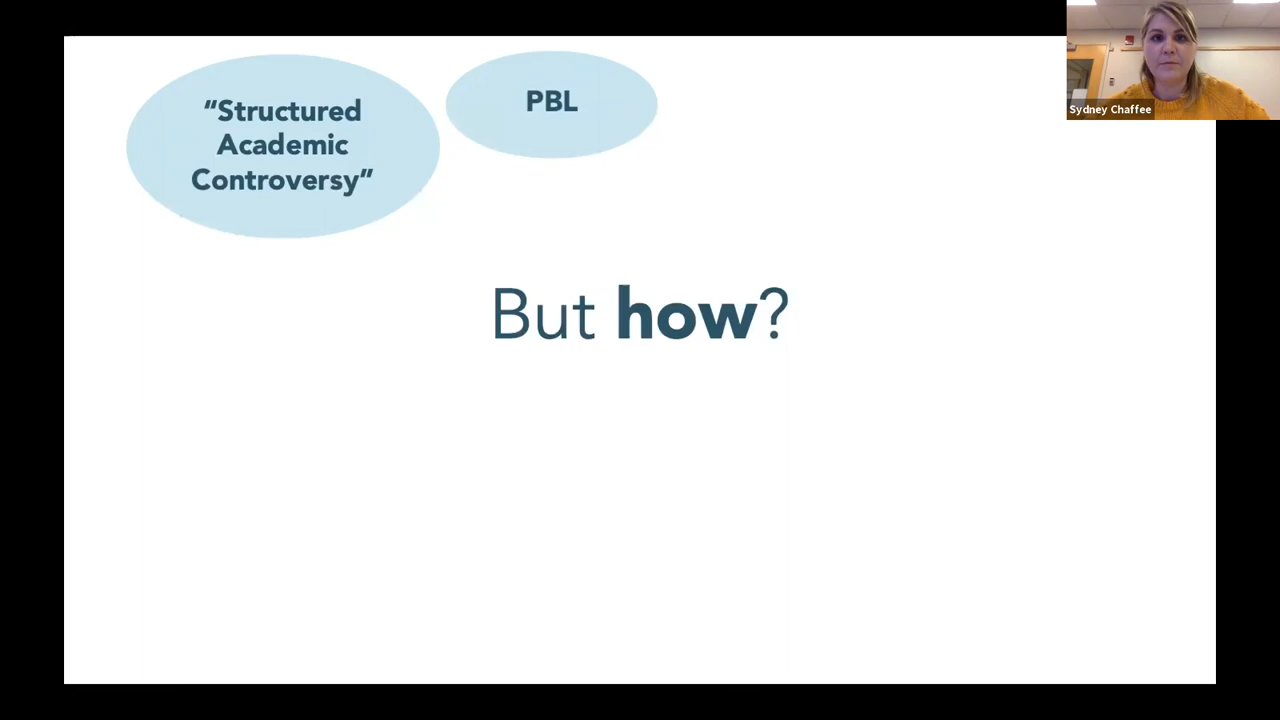 “Structured
Academic
Controversy”
PBL
Sydney Chaffee
But how?